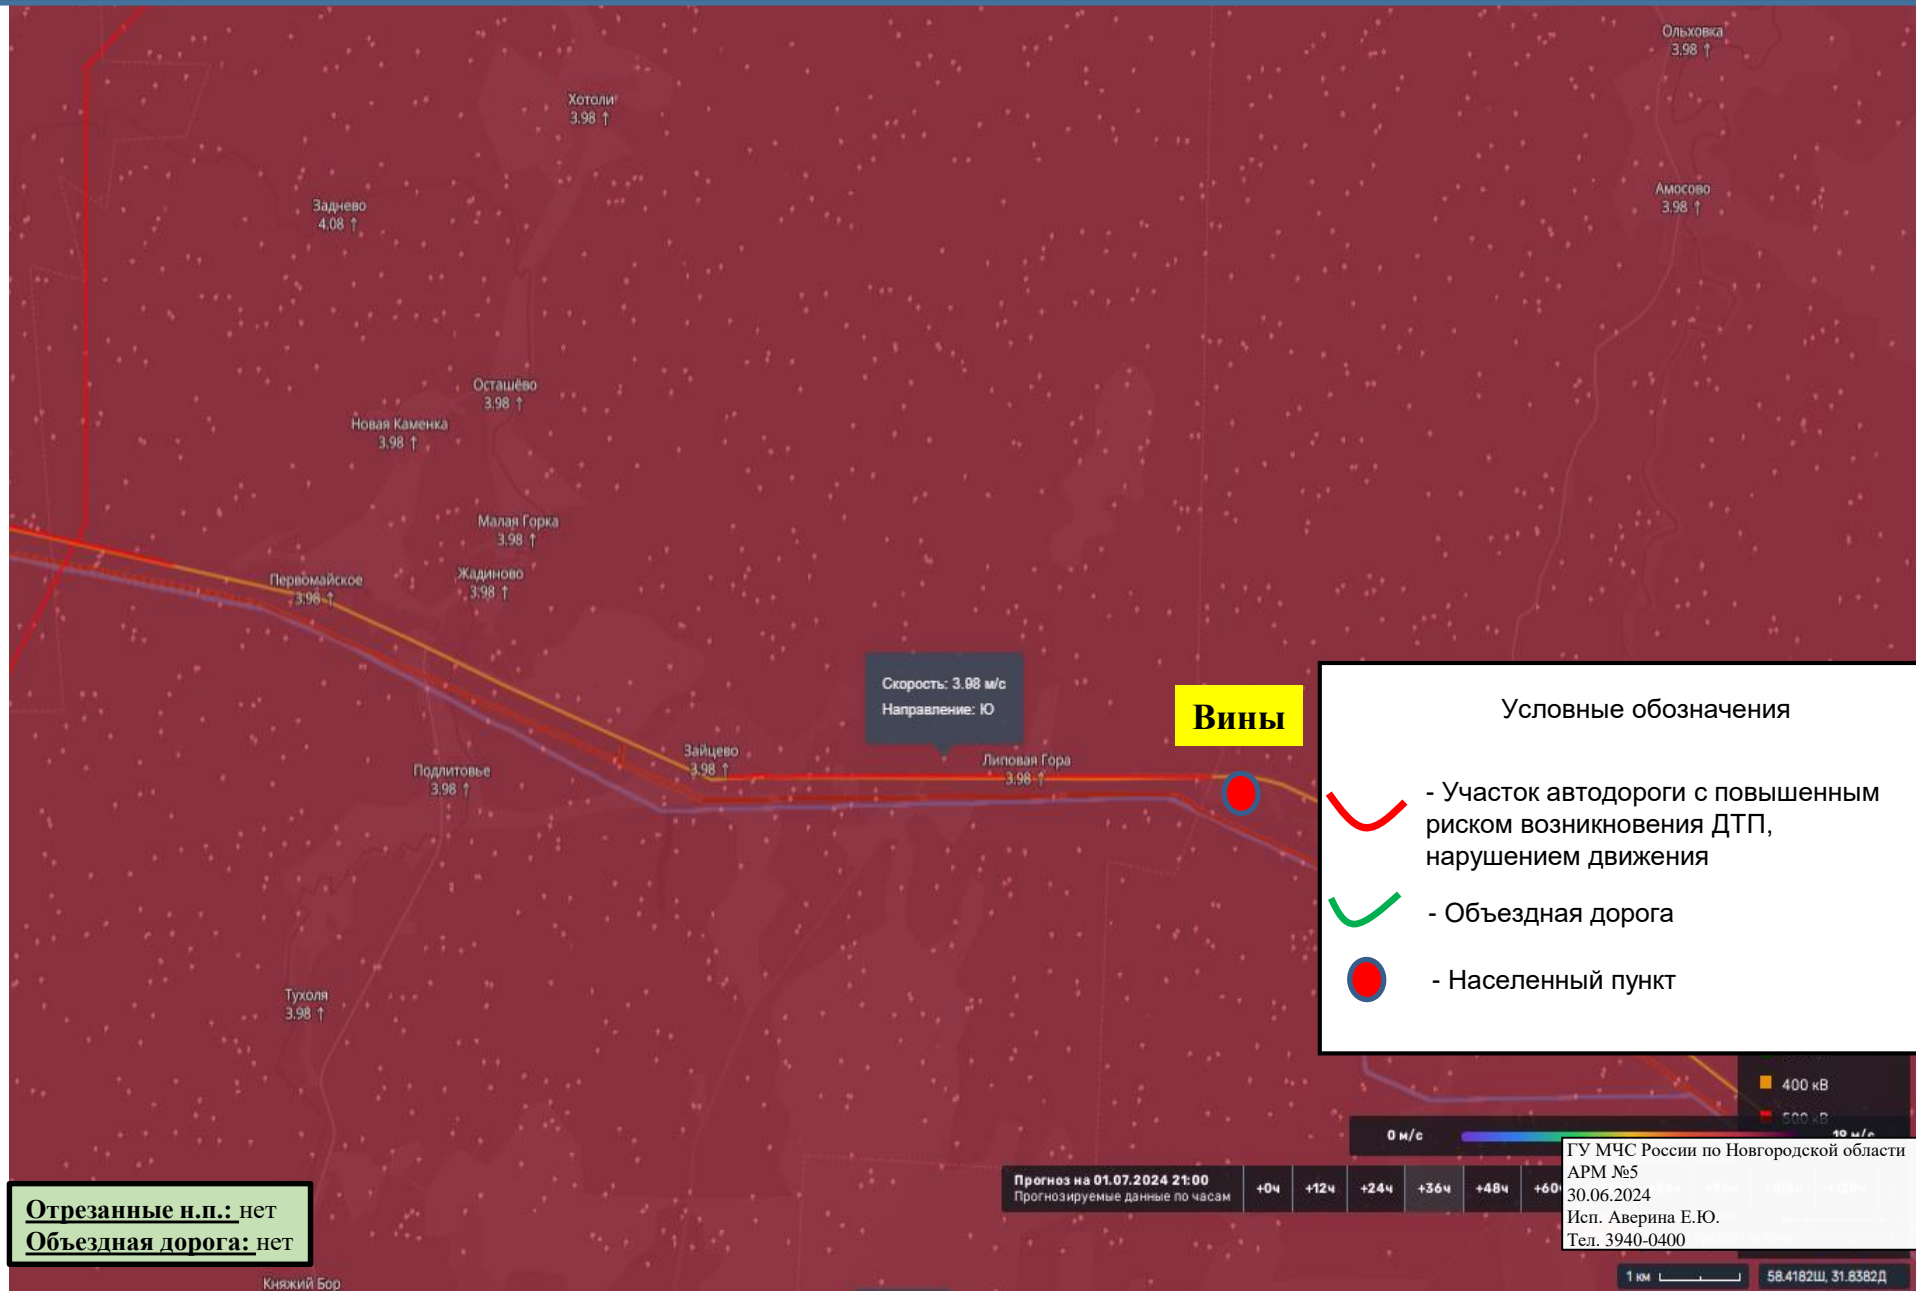 Ольховка
3.98 ↑
Хотоли
3.98 ↑
Амосово
3.98 ↑
Заднево
4.08 ↑
Осташёво
3.98 ↑
Новая Каменка
3.98 ↑
Малая Горка
3.98 ↑
Жадиново
3.98 ↑
Первомайское
3.98 ↑
Скорость: 3.98 м/с
Направление: Ю
Вины
Зайцево
3.98 ↑
Липовая Гора
3.98 ↑
Подлитовье
3.98 ↑
Тухоля
3.98 ↑
Княжий Бор
Условные обозначения
- Участок автодороги с повышенным
риском возникновения ДТП,
нарушением движения
- Объездная дорога
- Населенный пункт
400 кВ
500 кВ
0 м/с
Прогноз на 01.07.2024 21:00
Прогнозируемые данные по часам
+0ч +12ч +24ч +36ч +48ч
ГУ МЧС России по Новгородской области
АРМ №5
30.06.2024
Исп. Аверина Е.Ю.
Тел. 3940-0400
Отрезанные н.п.: нет
Объездная дорога: нет
1 км
58.4182Ш, 31.8382Д